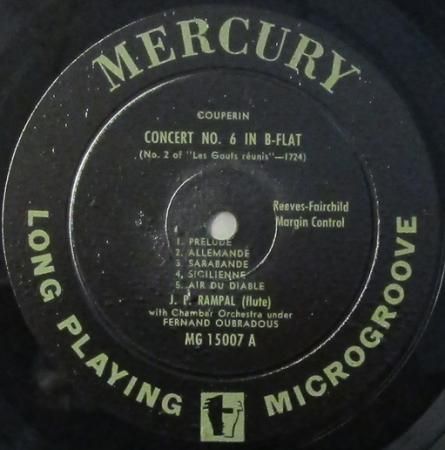 MERCURY
COUPERIN
CONCERT NO. 6 IN B-FLAT
(No. 2 of "Les Gouts réunis"—1724)
Reeves-Fairchild
Margin Control
1. PRELUDE
2. ALLEMANDE
3. SARABANDE
4. SICILIENNE
5. AIR DU DIABLE
J. P. RAMPAL (flute)
with Chamber Orchestra under
FERNAND OUBRADOUS
MG 15007 A
LONG PLAYING MICROGROOVE